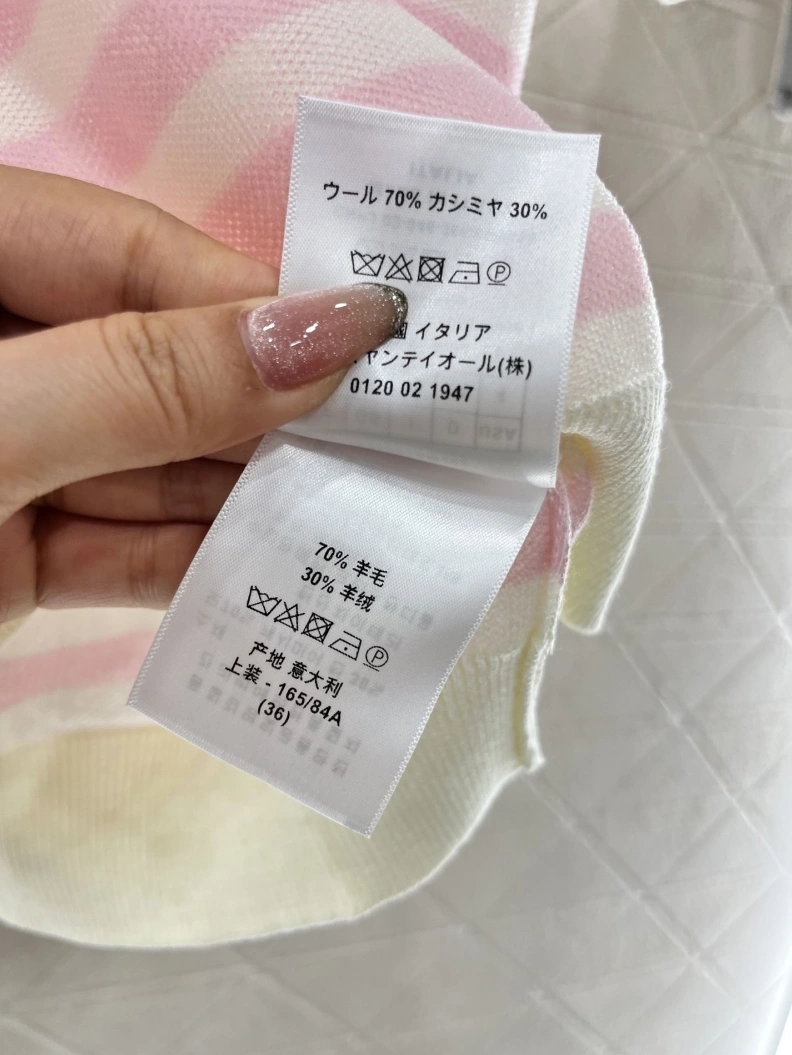 ウール 70% カシミヤ 30%
イタリア
ヤンデイオール(株)
0120 02 1947
70% 羊毛
30% 羊绒
产地 意大利
上装 - 165/84A
(36)